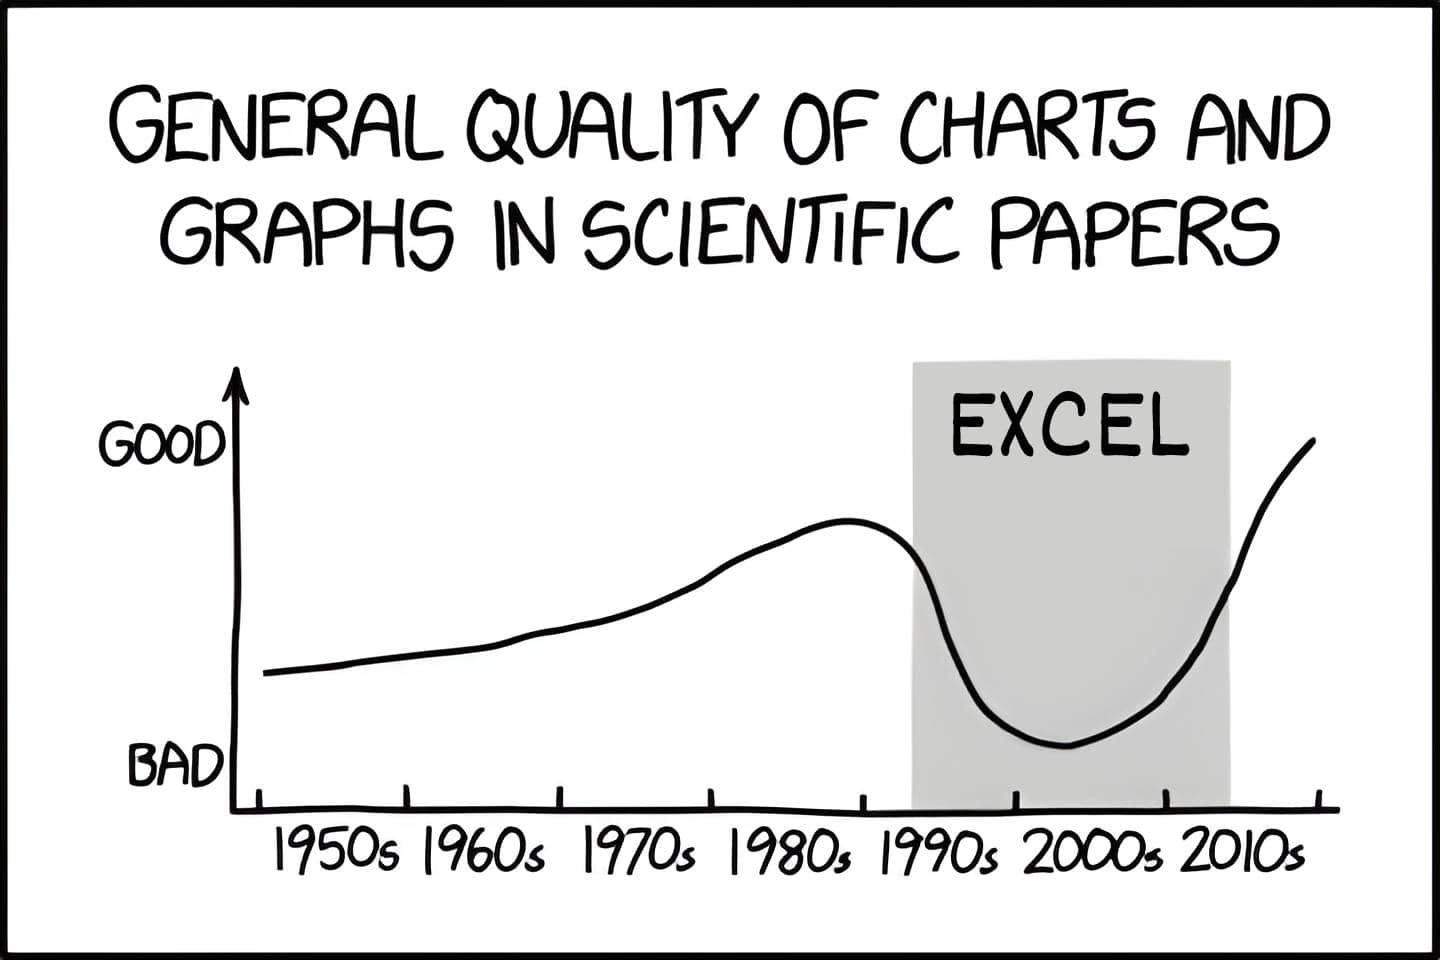 GENERAL QUALITY OF CHARTS AND
GRAPHS IN SCIENTIFIC PAPERS
EXCEL
GOOD
BAD
1950s 1960s 1970s 1980s 1990s 2000s 2010s